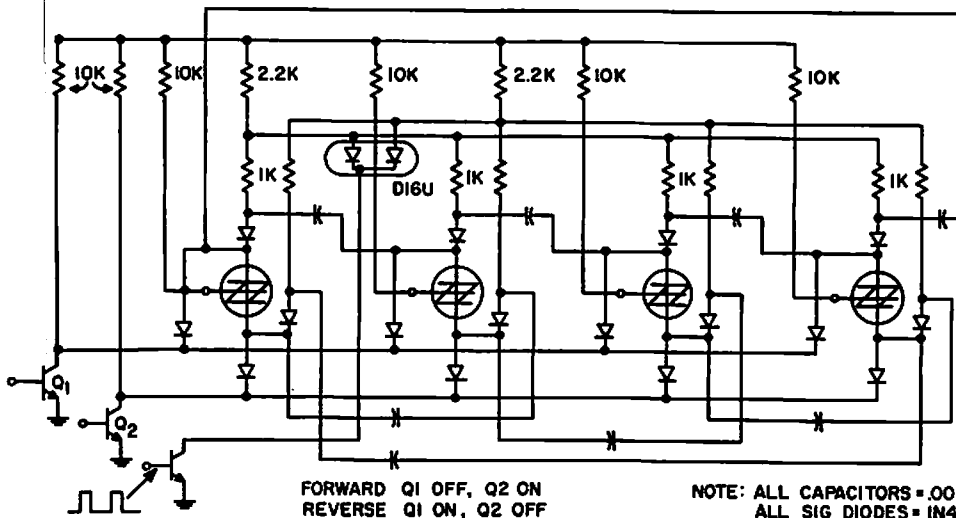 10K
10K
2.2K
10K
2.2K
10K
10K
1K
D16U
1K
1K
1K
Q1
Q2
FORWARD Q1 OFF, Q2 ON
REVERSE Q1 ON, Q2 OFF
NOTE: ALL CAPACITORS = .00
ALL SIG DIODES = 1N4